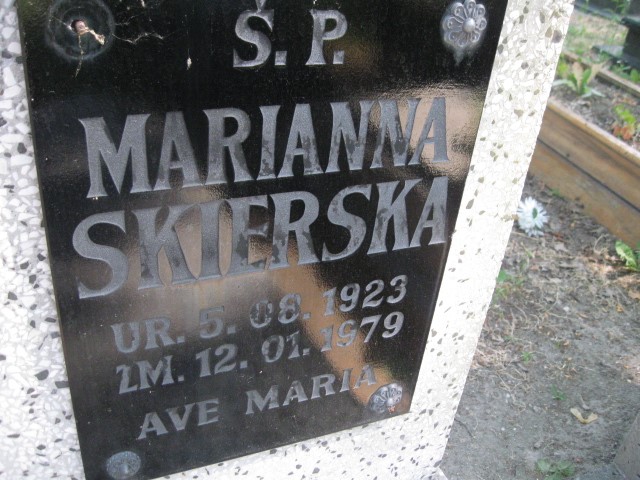 Ś. P.
MARIANNA
SKIERSKA
UR. 5. 08. 1923
ZM. 12. 01. 1979
AVE MARIA